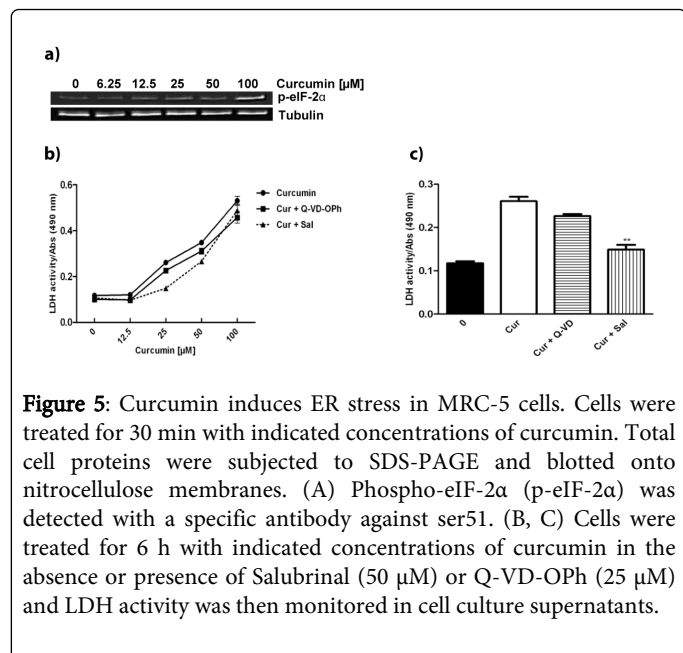 a)
0 6.25 12.5 25 50 100 Curcumin [µM]
p-eIF-2α
Tubulin
b)
c)
LDH activity/Abs (490 nm)
0.6
0.4
0.2
0.0
0 12.5 25 50 100
Curcumin [µM]
Curcumin
Cur + Q-VD-OPh
Cur + Sal
LDH activity/Abs (490 nm)
0.3
0.2
0.1
0.0
**
0 Cur Cur + Q-VD Cur + Sal
Figure 5: Curcumin induces ER stress in MRC-5 cells. Cells were
treated for 30 min with indicated concentrations of curcumin. Total
cell proteins were subjected to SDS-PAGE and blotted onto
nitrocellulose membranes. (A) Phospho-eIF-2α (p-eIF-2α) was
detected with a specific antibody against ser51. (B, C) Cells were
treated for 6 h with indicated concentrations of curcumin in the
absence or presence of Salubrinal (50 µM) or Q-VD-OPh (25 µM)
and LDH activity was then monitored in cell culture supernatants.